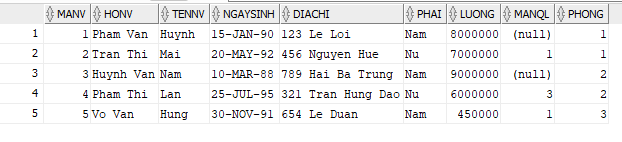 MANV HONV TENNV NGAYSINH DIACHI PHAI LUONG MANQL PHONG
1 1 Pham Van Huynh 15-JAN-90 123 Le Loi Nam 8000000 (null) 1
2 2 Tran Thi Mai 20-MAY-92 456 Nguyen Hue Nu 7000000 1 1
3 3 Huynh Van Nam 10-MAR-88 789 Hai Ba Trung Nam 9000000 (null) 2
4 4 Pham Thi Lan 25-JUL-95 321 Tran Hung Dao Nu 6000000 3 2
5 5 Vo Van Hung 30-NOV-91 654 Le Duan Nam 450000 1 3